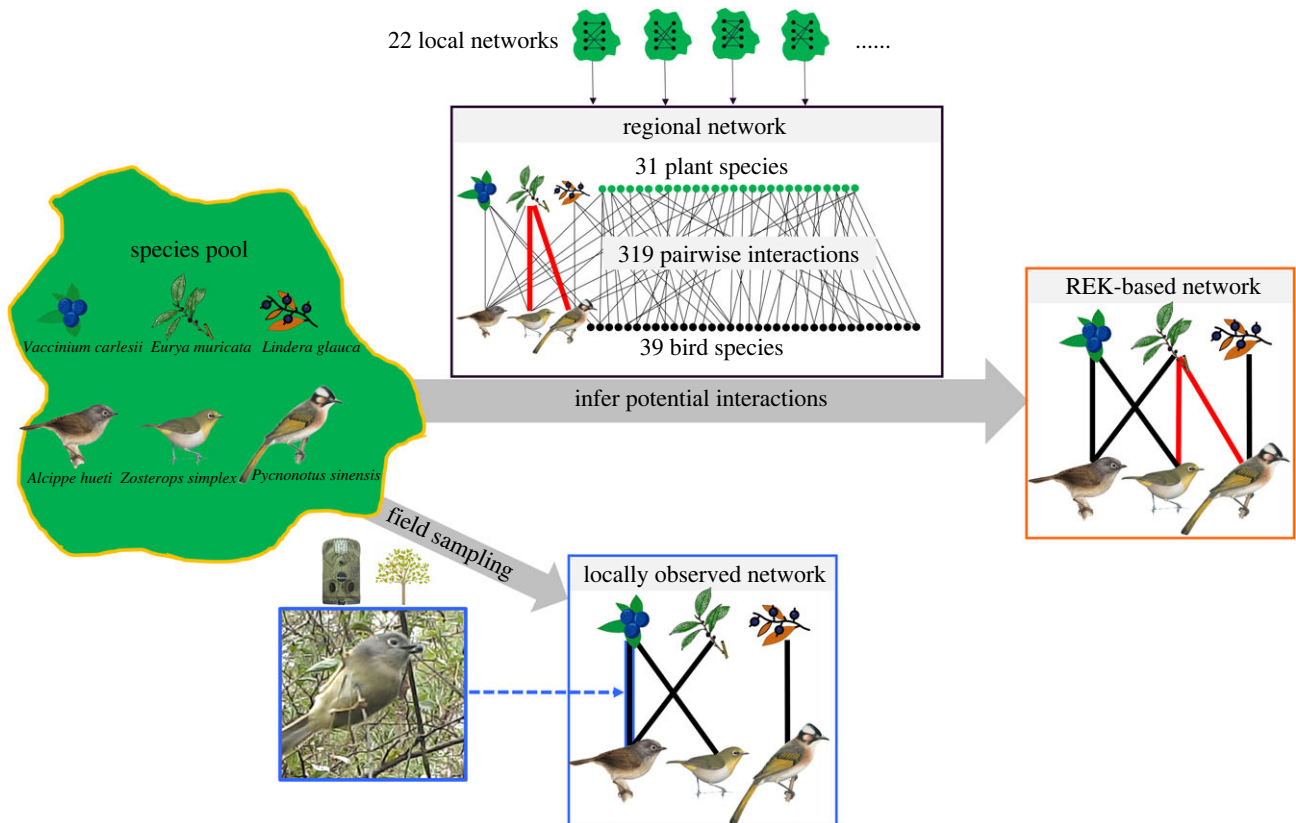 22 local networks
......
regional network
31 plant species
319 pairwise interactions
39 bird species
species pool
Vaccinium carlesii
Eurya muricata
Lindera glauca
Alcippe hueti
Zosterops simplex
Pycnonotus sinensis
infer potential interactions
REK-based network
field sampling
locally observed network